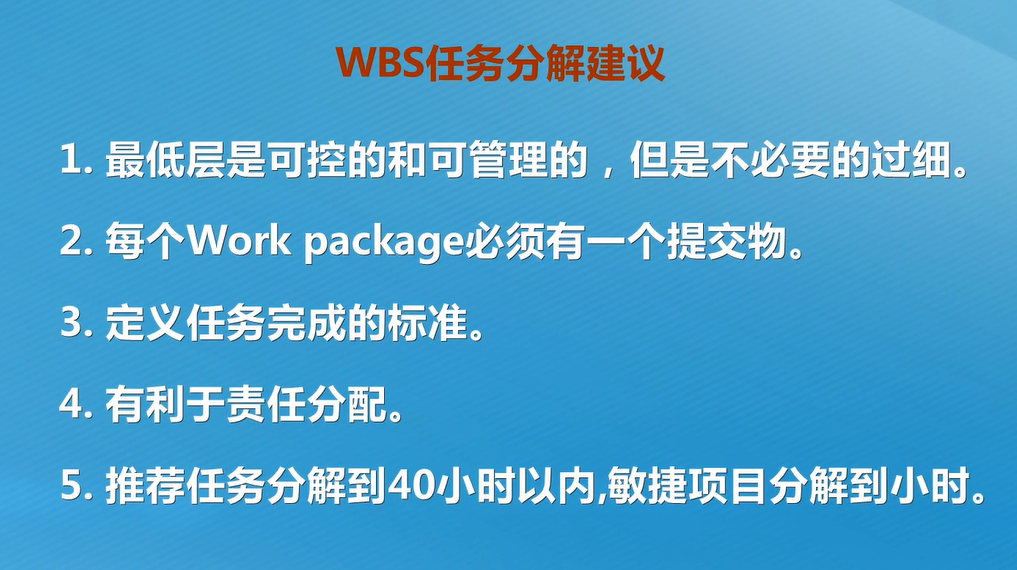 WBS任务分解建议
1. 最低层是可控的和可管理的，但是不必要的过细。
2. 每个Work package必须有一个提交物。
3. 定义任务完成的标准。
4. 有利于责任分配。
5. 推荐任务分解到40小时以内,敏捷项目分解到小时。